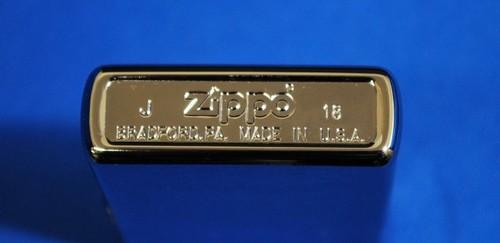 J zippo® 18
BRADFORD.PA. MADE IN U.S.A.